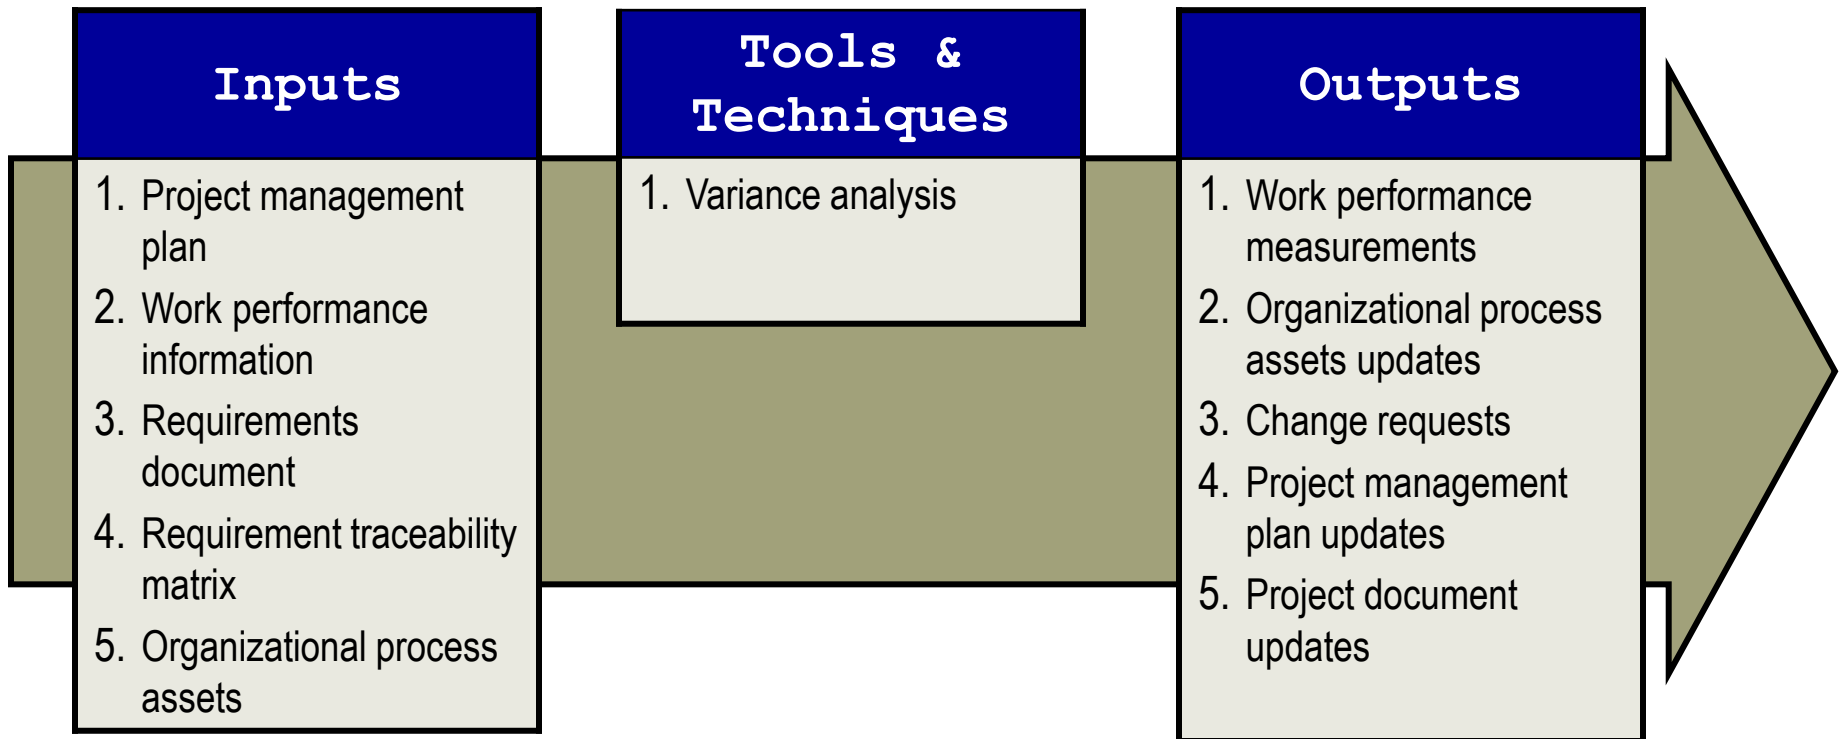 Inputs
1. Project management
plan
2. Work performance
information
3. Requirements
document
4. Requirement traceability
matrix
5. Organizational process
assets
Tools &
Techniques
1. Variance analysis
Outputs
1. Work performance
measurements
2. Organizational process
assets updates
3. Change requests
4. Project management
plan updates
5. Project document
updates